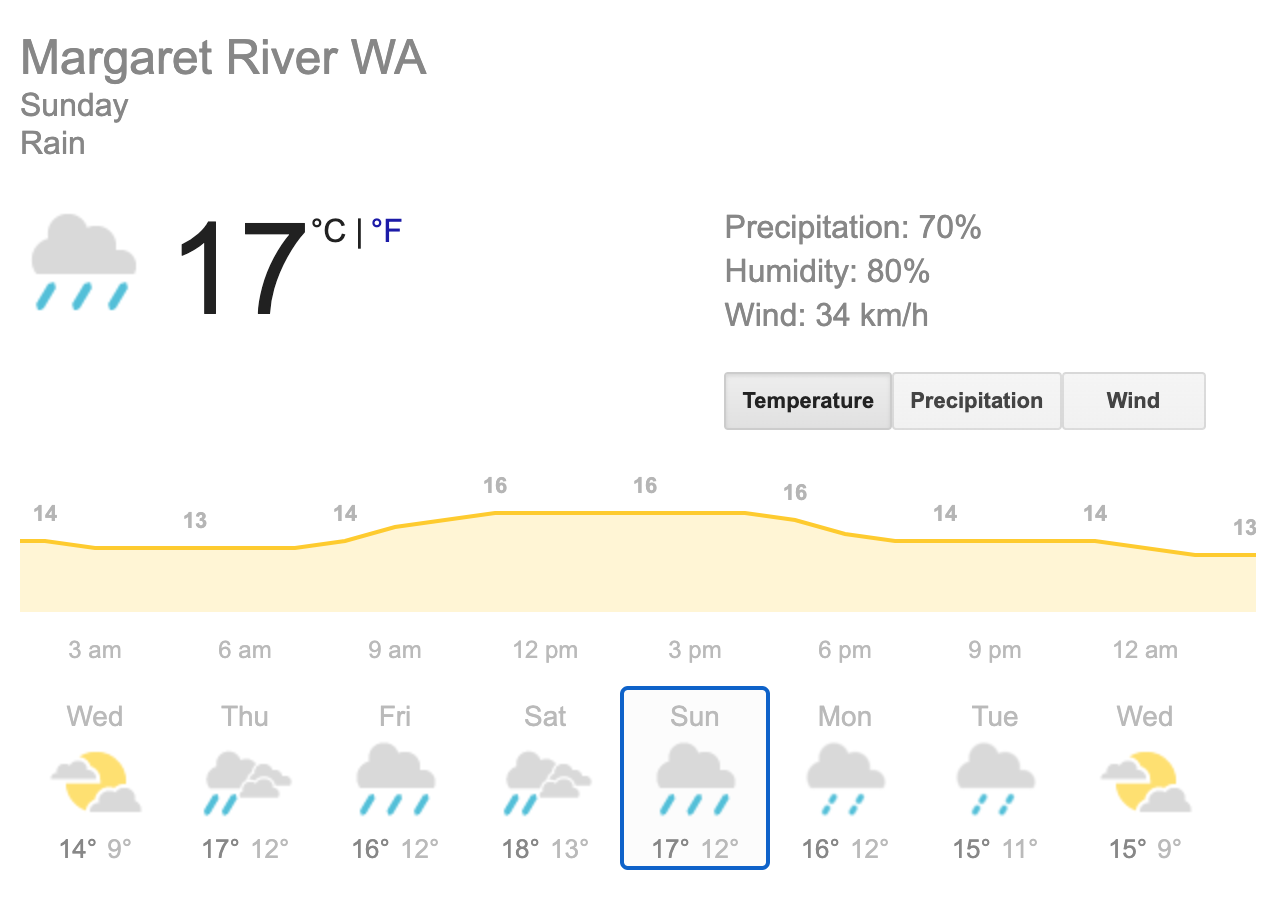 Margaret River WA
Sunday
Rain
17 °C | °F
Precipitation: 70%
Humidity: 80%
Wind: 34 km/h
Temperature Precipitation Wind
14 13 14 16 16 16 14 14 13
3 am 6 am 9 am 12 pm 3 pm 6 pm 9 pm 12 am
Wed Thu Fri Sat Sun Mon Tue Wed
14° 9° 17° 12° 16° 12° 18° 13° 17° 12° 16° 12° 15° 11° 15° 9°